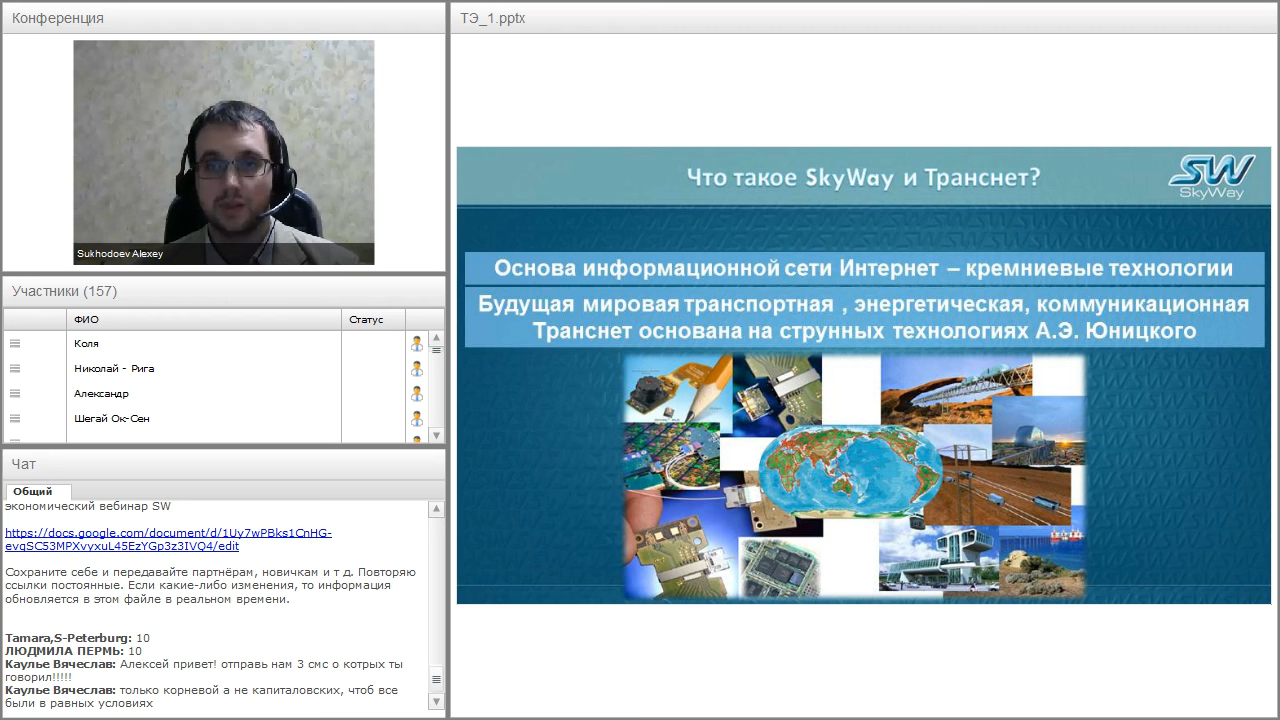 Конференция
Sukhodoev Alexey
Участники (157)
ФИО
Статус
Коля
Николай - Рига
Александр
Шегай Ок-Сен
Чат
Общий
экономический вебинар SW
https://docs.google.com/document/d/1Uy7wPBks1CnHG-
evqSC53MPXvyxuL45EzYGp3z3IVQ4/edit
Сохраните себе и передавайте партнёрам, новичкам и т.д. Повторяю
ссылки постоянные. Если какие-либо изменения, то информация
обновляется в этом файле в реальном времени.
Tamara,S-Peterburg: 10
ЛЮДМИЛА ПЕРМЬ: 10
Каулье Вячеслав: Алексей привет! отправь нам 3 смс о котрых ты
говорил!!!!!
Каулье Вячеслав: только корневой а не капиталовских, чтоб все
были в равных условиях
ТЭ_1.pptx
Что такое SkyWay и Транснет?
SW
SkyWay
Основа информационной сети Интернет – кремниевые технологии
Будущая мировая транспортная , энергетическая, коммуникационная
Транснет основана на струнных технологиях А.Э. Юницкого